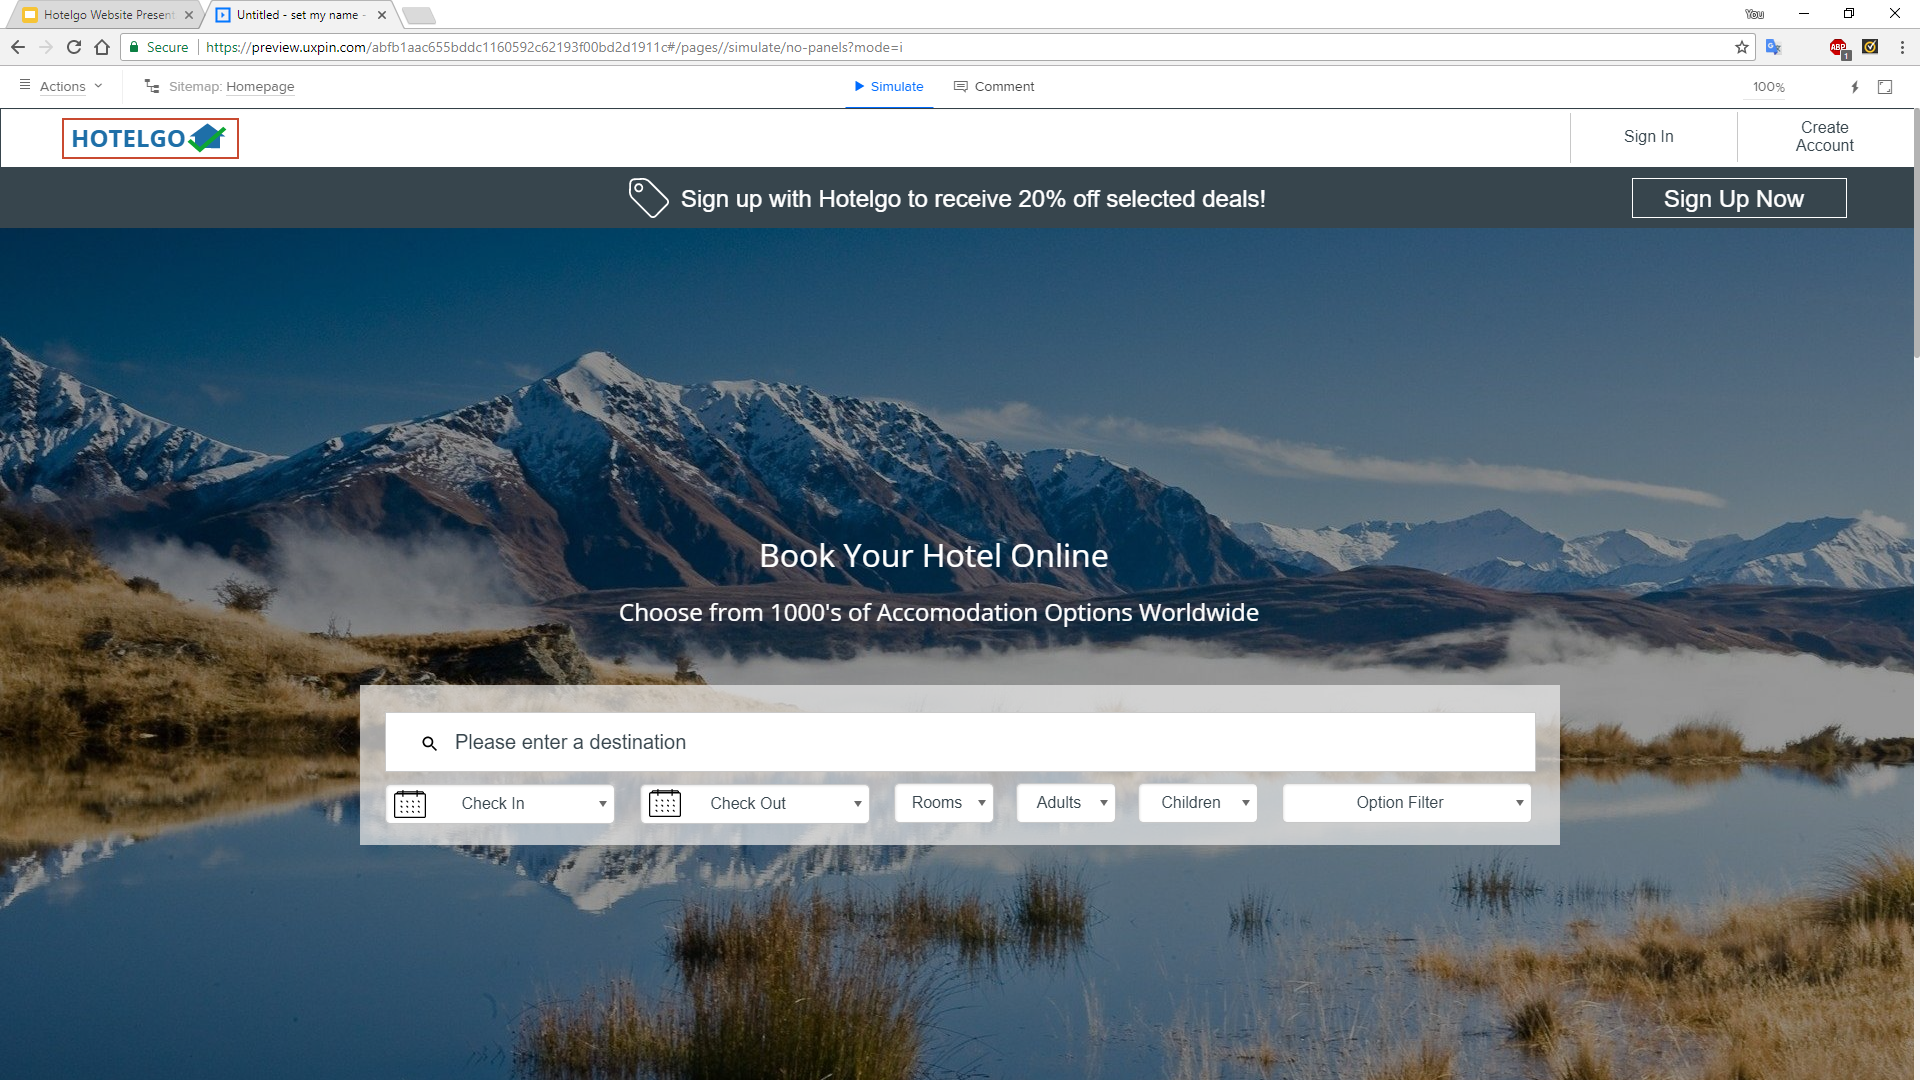 Hotelgo Website Present
Untitled - set my name -
You
Secure
https://preview.uxpin.com/abfb1aac655bddc1160592c62193f00bd2d1911c#/pages//simulate/no-panels?mode=i
ABP
1
Actions
Sitemap: Homepage
Simulate
Comment
100%
HOTELGO
Sign In
Create
Account
Sign up with Hotelgo to receive 20% off selected deals!
Sign Up Now
Book Your Hotel Online
Choose from 1000's of Accomodation Options Worldwide
Please enter a destination
Check In
Check Out
Rooms
Adults
Children
Option Filter